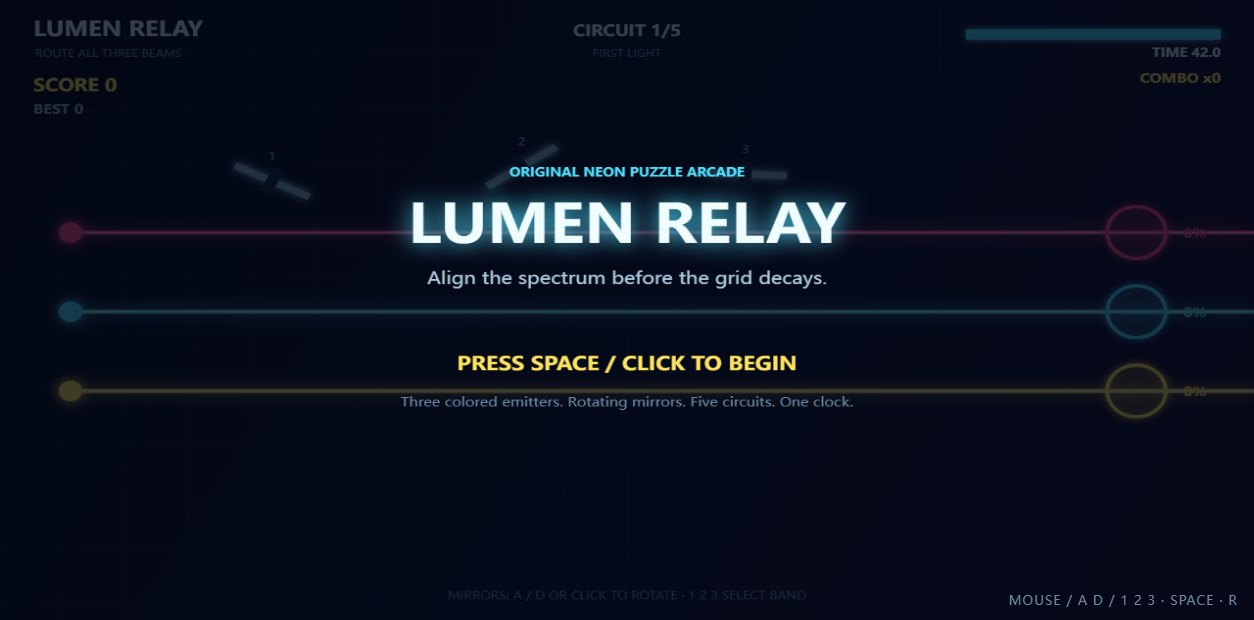 LUMEN RELAY
ROUTE ALL THREE BEAMS
SCORE 0
BEST 0
CIRCUIT 1/5
FIRST LIGHT
TIME 42.0
COMBO x0
1
2
3
ORIGINAL NEON PUZZLE ARCADE
LUMEN RELAY
0%
Align the spectrum before the grid decays.
0%
PRESS SPACE / CLICK TO BEGIN
0%
Three colored emitters. Rotating mirrors. Five circuits. One clock.
MIRRORS: A / D OR CLICK TO ROTATE · 1 2 3 SELECT BAND
MOUSE / A D / 1 2 3 · SPACE · R